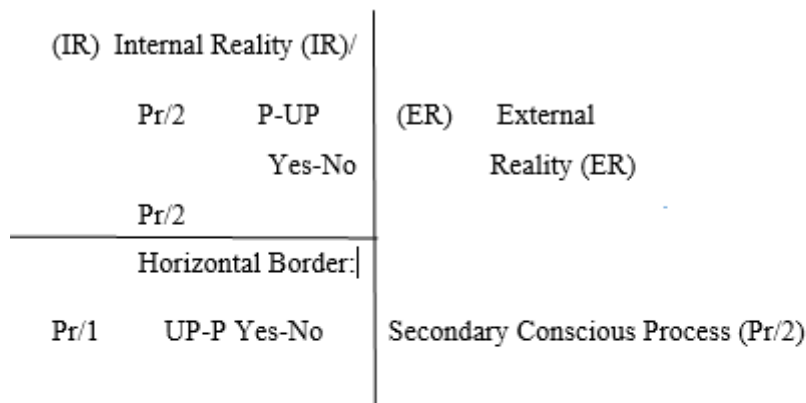 (IR) Internal Reality (IR)/
Pr/2 P-UP (ER) External
Yes-No Reality (ER)
Pr/2
Horizontal Border:
Pr/1 UP-P Yes-No Secondary Conscious Process (Pr/2)